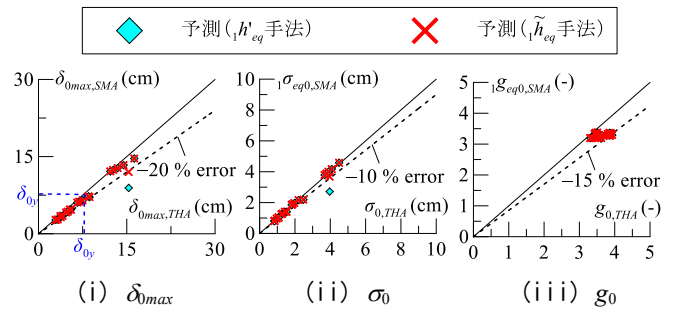 予測（₁h'eq手法）
予測（₁h̃eq手法）
30
δ0max,SMA (cm)
15
−20 % error
δ0y
δ0max,THA (cm)
0
0
δ0y
15
30
(i) δ0max
10
₁σeq0,SMA (cm)
8
6
4
−10 % error
2
σ0,THA (cm)
0
0
2
4
6
8
10
(ii) σ0
5
₁geq0,SMA (-)
4
3
2
−15 % error
1
g0,THA (-)
0
0
1
2
3
4
5
(iii) g0